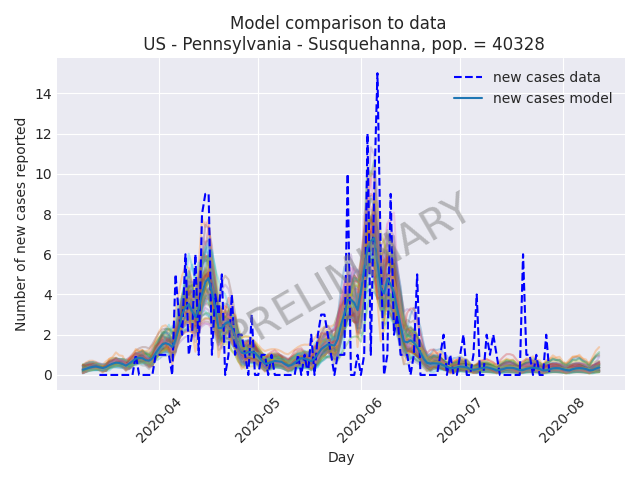 Model comparison to data
US - Pennsylvania - Susquehanna, pop. = 40328
new cases data
new cases model
PRELIMINARY
Number of new cases reported
14
12
10
8
6
4
2
0
2020-04
2020-05
2020-06
2020-07
2020-08
Day